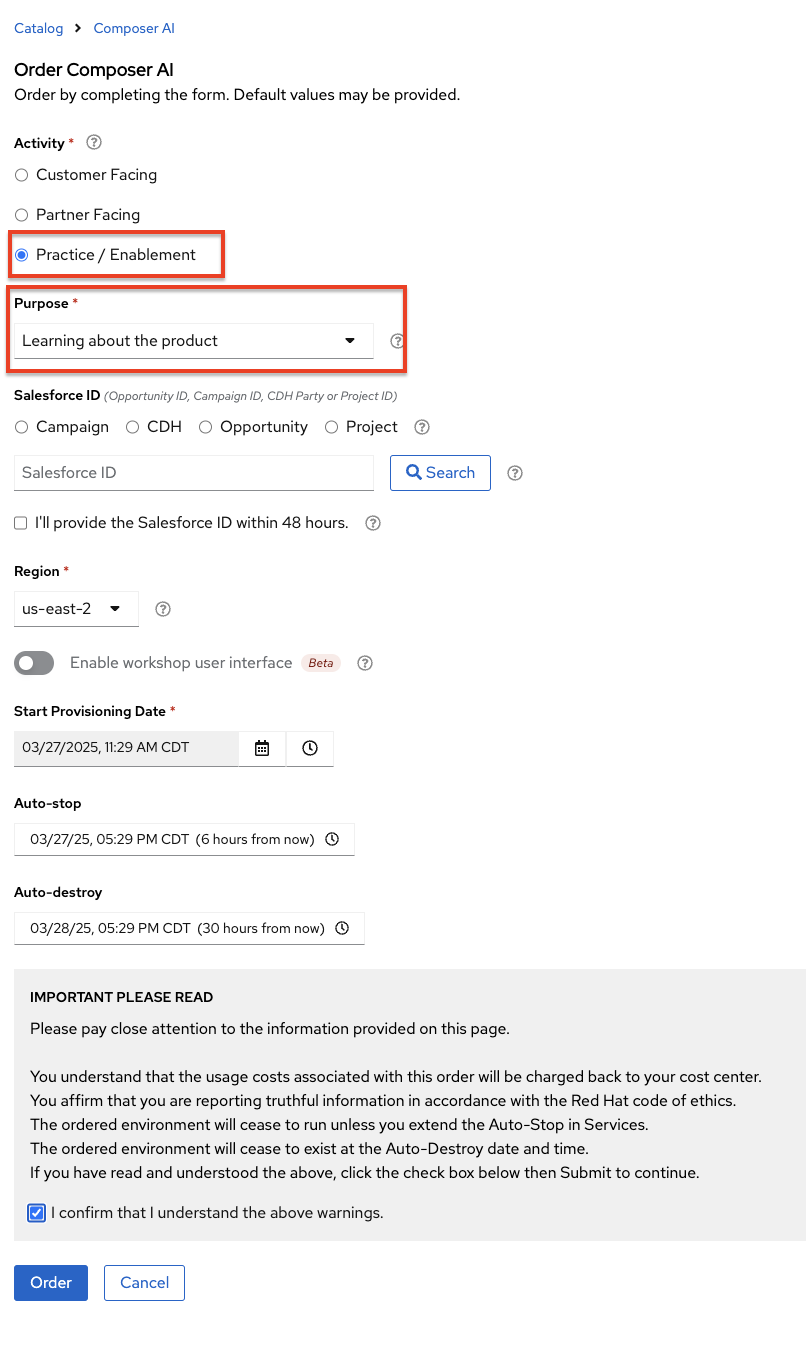 Catalog > Composer AI
Order Composer AI
Order by completing the form. Default values may be provided.
Activity *
Customer Facing
Partner Facing
Practice / Enablement
Purpose *
Learning about the product
Salesforce ID (Opportunity ID, Campaign ID, CDH Party or Project ID)
Campaign CDH Opportunity Project
Salesforce ID Search
I'll provide the Salesforce ID within 48 hours.
Region *
us-east-2
Enable workshop user interface Beta
Start Provisioning Date *
03/27/2025, 11:29 AM CDT
Auto-stop
03/27/25, 05:29 PM CDT (6 hours from now)
Auto-destroy
03/28/25, 05:29 PM CDT (30 hours from now)
IMPORTANT PLEASE READ
Please pay close attention to the information provided on this page.
You understand that the usage costs associated with this order will be charged back to your cost center.
You affirm that you are reporting truthful information in accordance with the Red Hat code of ethics.
The ordered environment will cease to run unless you extend the Auto-Stop in Services.
The ordered environment will cease to exist at the Auto-Destroy date and time.
If you have read and understood the above, click the check box below then Submit to continue.
I confirm that I understand the above warnings.
Order Cancel